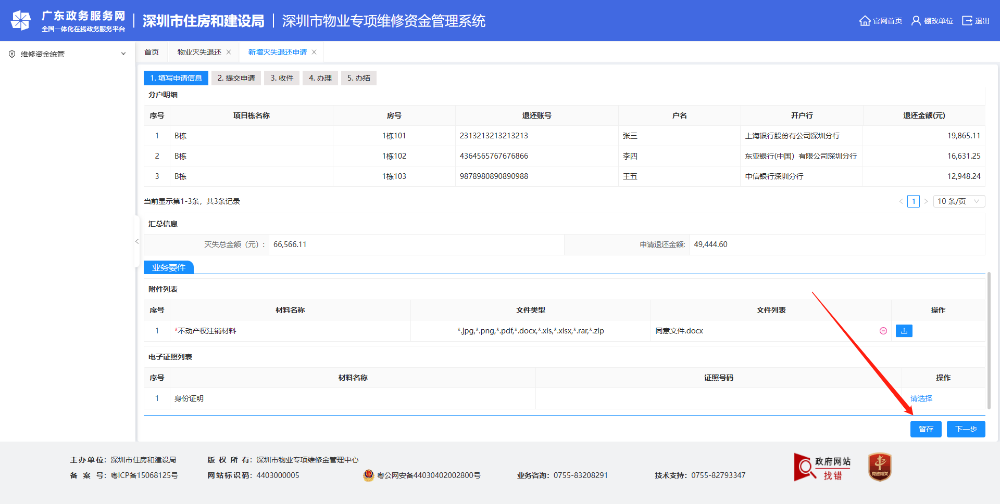 广东政务服务网
全国一体化在线政务服务平台
深圳市住房和建设局
深圳市物业专项维修资金管理系统
官网首页
棚改单位
退出
维修资金统管
首页
物业灭失退还
新增灭失退还申请
1. 填写申请信息
2. 提交申请
3. 收件
4. 办理
5. 办结
分户明细
序号 项目栋名称 房号 退还账号 户名 开户行 退还金额(元)
1 B栋 1栋101 2313213213213213 张三 上海银行股份有公司深圳分行 19,865.11
2 B栋 1栋102 4364565767676866 李四 东亚银行(中国）有限公司深圳分行 16,631.25
3 B栋 1栋103 9878980890890988 王五 中信银行深圳分行 12,948.24
当前显示第1-3条，共3条记录
1
10 条/页
汇总信息
灭失总金额（元）: 66,566.11 申请退还金额: 49,444.60
业务要件
附件列表
序号 材料名称 文件类型 文件列表 操作
1 *不动产权注销材料 *.jpg,*.png,*.pdf,*.docx,*.xls,*.xlsx,*.rar,*.zip 同意文件.docx
电子证照列表
序号 材料名称 证照号码 操作
1 身份证明 请选择
暂存 下一步
主办单位：深圳市住房和建设局 版 权 所 有：深圳市物业专项维修金管理中心
备 案 号：粤ICP备15068125号 网站标识码：4403000005 粤公网安备44030402002800号 业务咨询：0755-83208291 技术支持：0755-82793347
政府网站
找错
党政机关